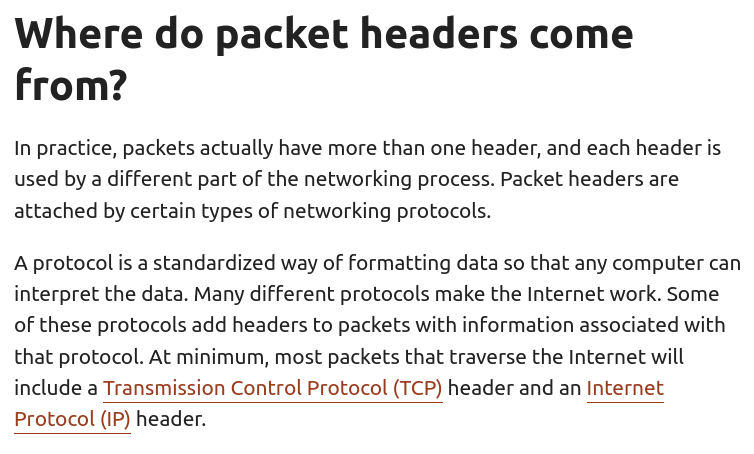 Where do packet headers come
from?
In practice, packets actually have more than one header, and each header is
used by a different part of the networking process. Packet headers are
attached by certain types of networking protocols.
A protocol is a standardized way of formatting data so that any computer can
interpret the data. Many different protocols make the Internet work. Some
of these protocols add headers to packets with information associated with
that protocol. At minimum, most packets that traverse the Internet will
include a Transmission Control Protocol (TCP) header and an Internet
Protocol (IP) header.